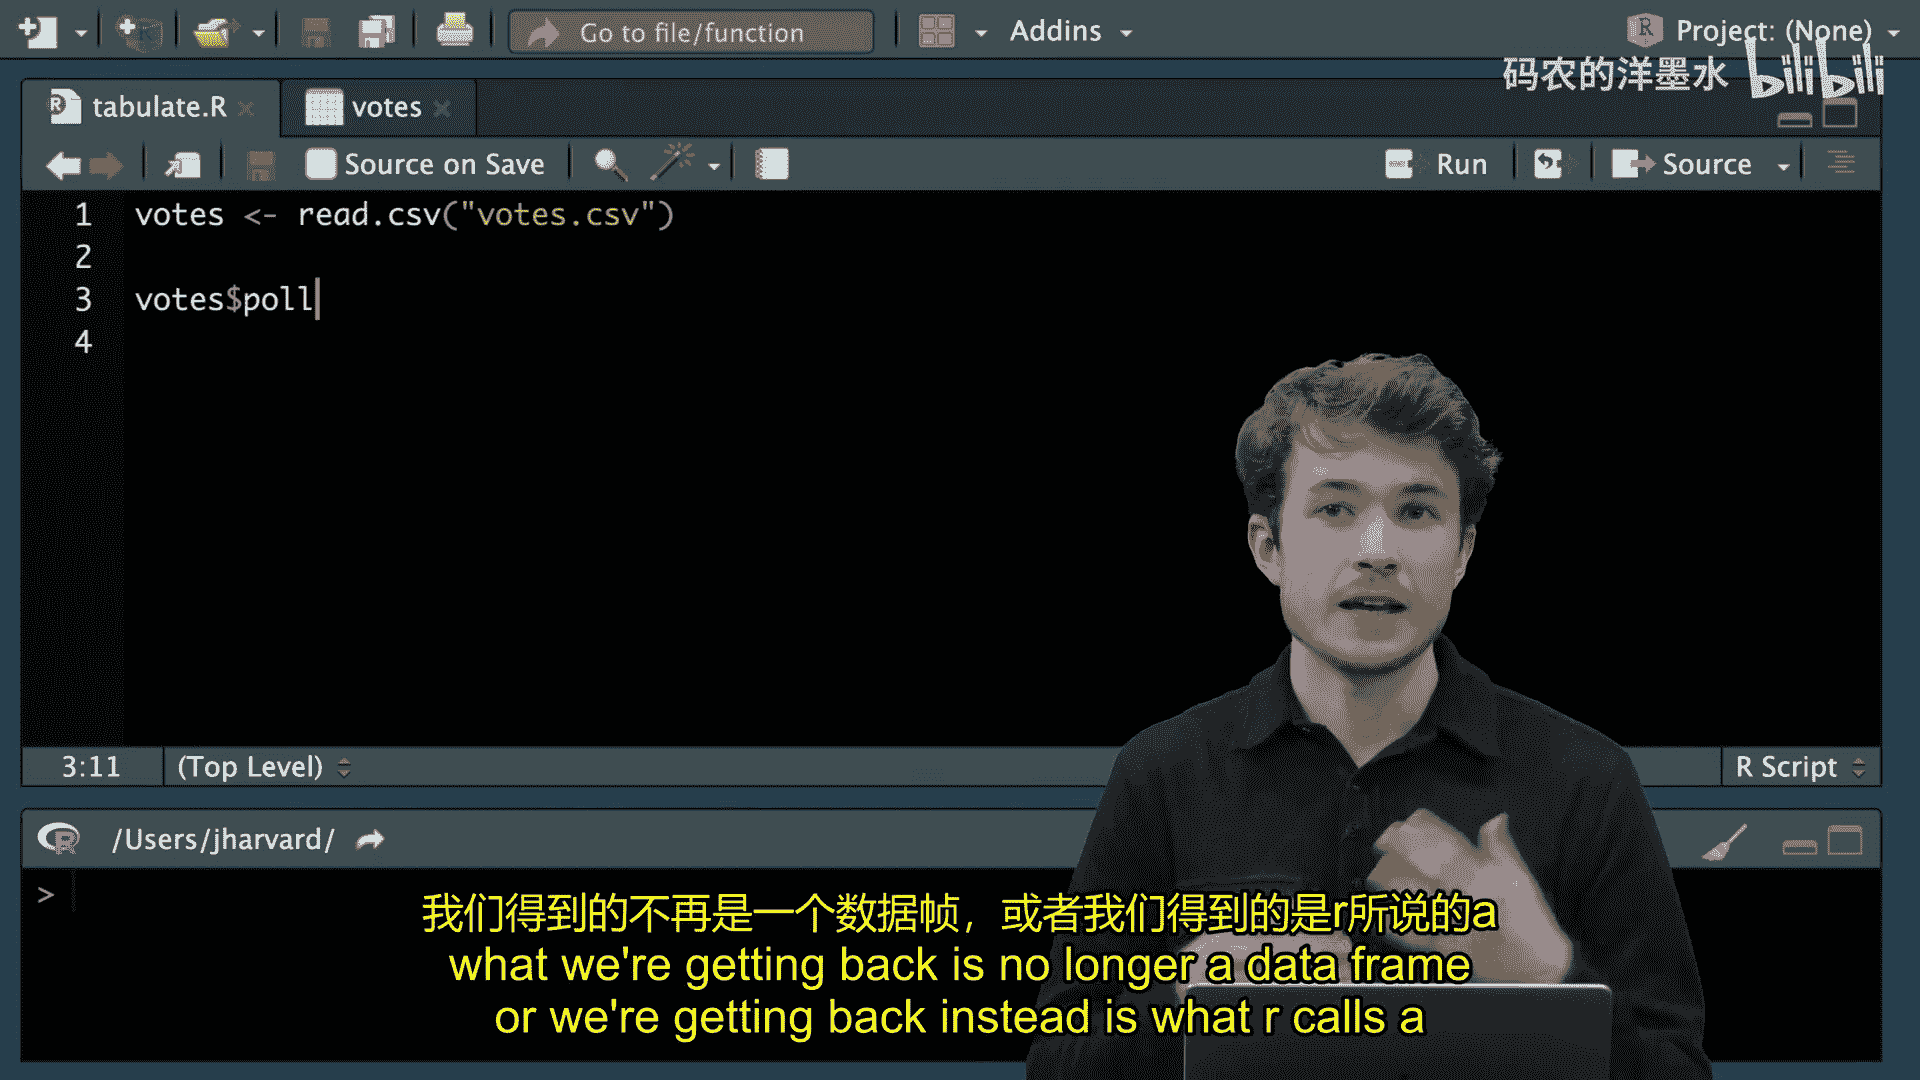 Go to file/function
Addins
Project: (None)
码农的洋墨水 bilibili
tabulate.R
votes
Source on Save
Run
Source
1 votes <- read.csv("votes.csv")
2
3 votes$poll
4
3:11
(Top Level)
R Script
/Users/jharvard/
>
我们得到的不再是一个数据帧，或者我们得到的是r所说的a
what we're getting back is no longer a data frame
or we're getting back instead is what r calls a